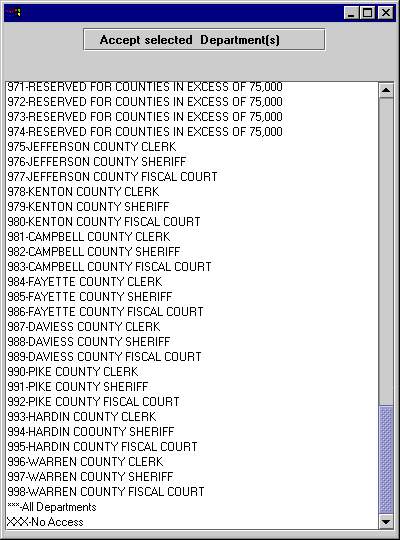 Accept selected Department(s)
971-RESERVED FOR COUNTIES IN EXCESS OF 75,000
972-RESERVED FOR COUNTIES IN EXCESS OF 75,000
973-RESERVED FOR COUNTIES IN EXCESS OF 75,000
974-RESERVED FOR COUNTIES IN EXCESS OF 75,000
975-JEFFERSON COUNTY CLERK
976-JEFFERSON COUNTY SHERIFF
977-JEFFERSON COUNTY FISCAL COURT
978-KENTON COUNTY CLERK
979-KENTON COUNTY SHERIFF
980-KENTON COUNTY FISCAL COURT
981-CAMPBELL COUNTY CLERK
982-CAMPBELL COUNTY SHERIFF
983-CAMPBELL COUNTY FISCAL COURT
984-FAYETTE COUNTY CLERK
985-FAYETTE COUNTY SHERIFF
986-FAYETTE COUNTY FISCAL COURT
987-DAVIESS COUNTY CLERK
988-DAVIESS COUNTY SHERIFF
989-DAVIESS COUNTY FISCAL COURT
990-PIKE COUNTY CLERK
991-PIKE COUNTY SHERIFF
992-PIKE COUNTY FISCAL COURT
993-HARDIN COUNTY CLERK
994-HARDIN COOUNTY SHERIFF
995-HARDIN COUNTY FISCAL COURT
996-WARREN COUNTY CLERK
997-WARREN COUNTY SHERIFF
998-WARREN COUNTY FISCAL COURT
***-All Departments
XXX-No Access